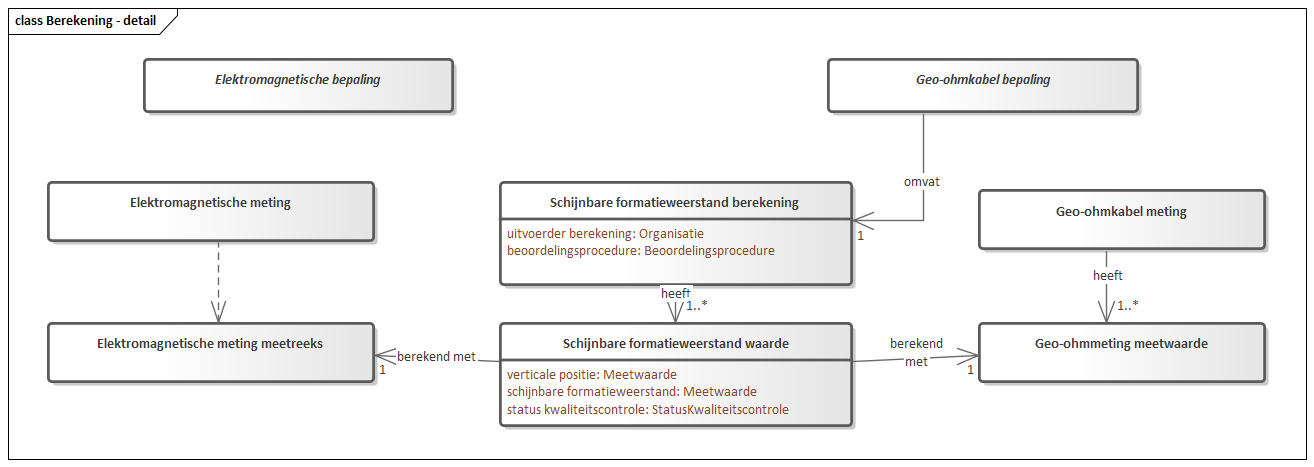 class Berekening - detail
Elektromagnetische bepaling
Geo-ohmkabel bepaling
omvat
1
Elektromagnetische meting
Schijnbare formatieweerstand berekening
uitvoerder berekening: Organisatie
beoordelingsprocedure: Beoordelingsprocedure
Geo-ohmkabel meting
heeft
1..*
heeft
1..*
Elektromagnetische meting meetreeks
berekend met
1
Schijnbare formatieweerstand waarde
verticale positie: Meetwaarde
schijnbare formatieweerstand: Meetwaarde
status kwaliteitscontrole: StatusKwaliteitscontrole
berekend
met
1
Geo-ohmmeting meetwaarde